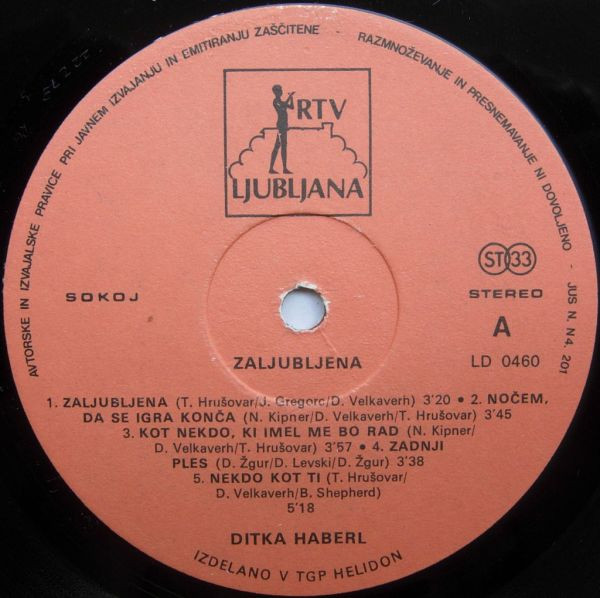 AVTORSKE IN IZVAJALSKE PRAVICE PRI JAVNEM IZVAJANJU IN EMITIRANJU ZAŠČITENE
RAZMNOŽEVANJE IN PRESNEMAVANJE NI DOVOLJENO - JUS N. N4. 201
RTV
LJUBLJANA
SOKOJ
ST 33
STEREO
A
LD 0460
ZALJUBLJENA
1. ZALJUBLJENA (T. Hrušovar/J. Gregorc/D. Velkaverh) 3'20 • 2. NOČEM,
DA SE IGRA KONČA (N. Kipner/D. Velkaverh/T. Hrušovar) 3'45
3. KOT NEKDO, KI IMEL ME BO RAD (N. Kipner/
D. Velkaverh/T. Hrušovar) 3'57 • 4. ZADNJI
PLES (D. Žgur/D. Levski/D. Žgur) 3'38
5. NEKDO KOT TI (T. Hrušovar/
D. Velkaverh/B. Shepherd)
5'18
DITKA HABERL
IZDELANO V TGP HELIDON